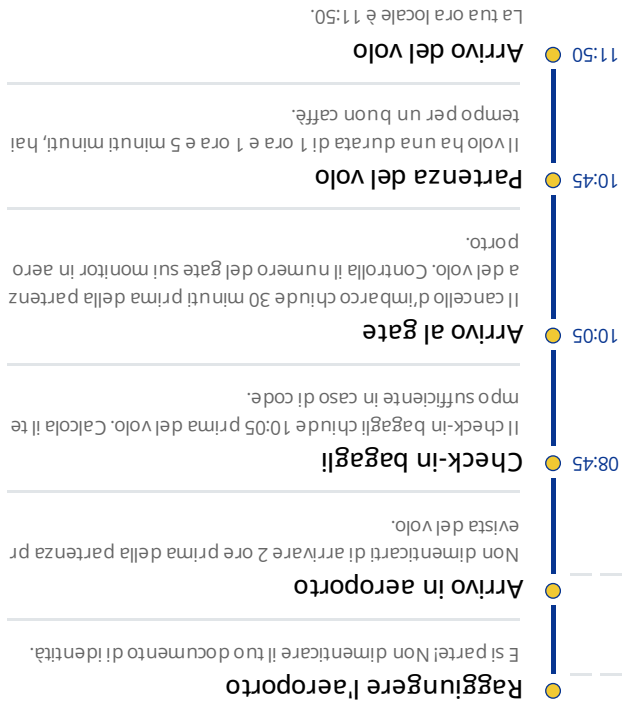 Raggiungere l'aeroporto
E si parte! Non dimenticare il tuo documento di identità.
Arrivo in aeroporto
Non dimenticarti di arrivare 2 ore prima della partenza pr
evista del volo.
08:45
Check-in bagagli
Il check-in bagagli chiude 10:05 prima del volo. Calcola il te
mpo sufficiente in caso di code.
10:05
Arrivo al gate
Il cancello d'imbarco chiude 30 minuti prima della partenz
a del volo. Controlla il numero del gate sui monitor in aero
porto.
10:45
Partenza del volo
Il volo ha una durata di 1 ora e 1 ora e 5 minuti minuti, hai
tempo per un buon caffè.
11:50
Arrivo del volo
La tua ora locale è 11:50.